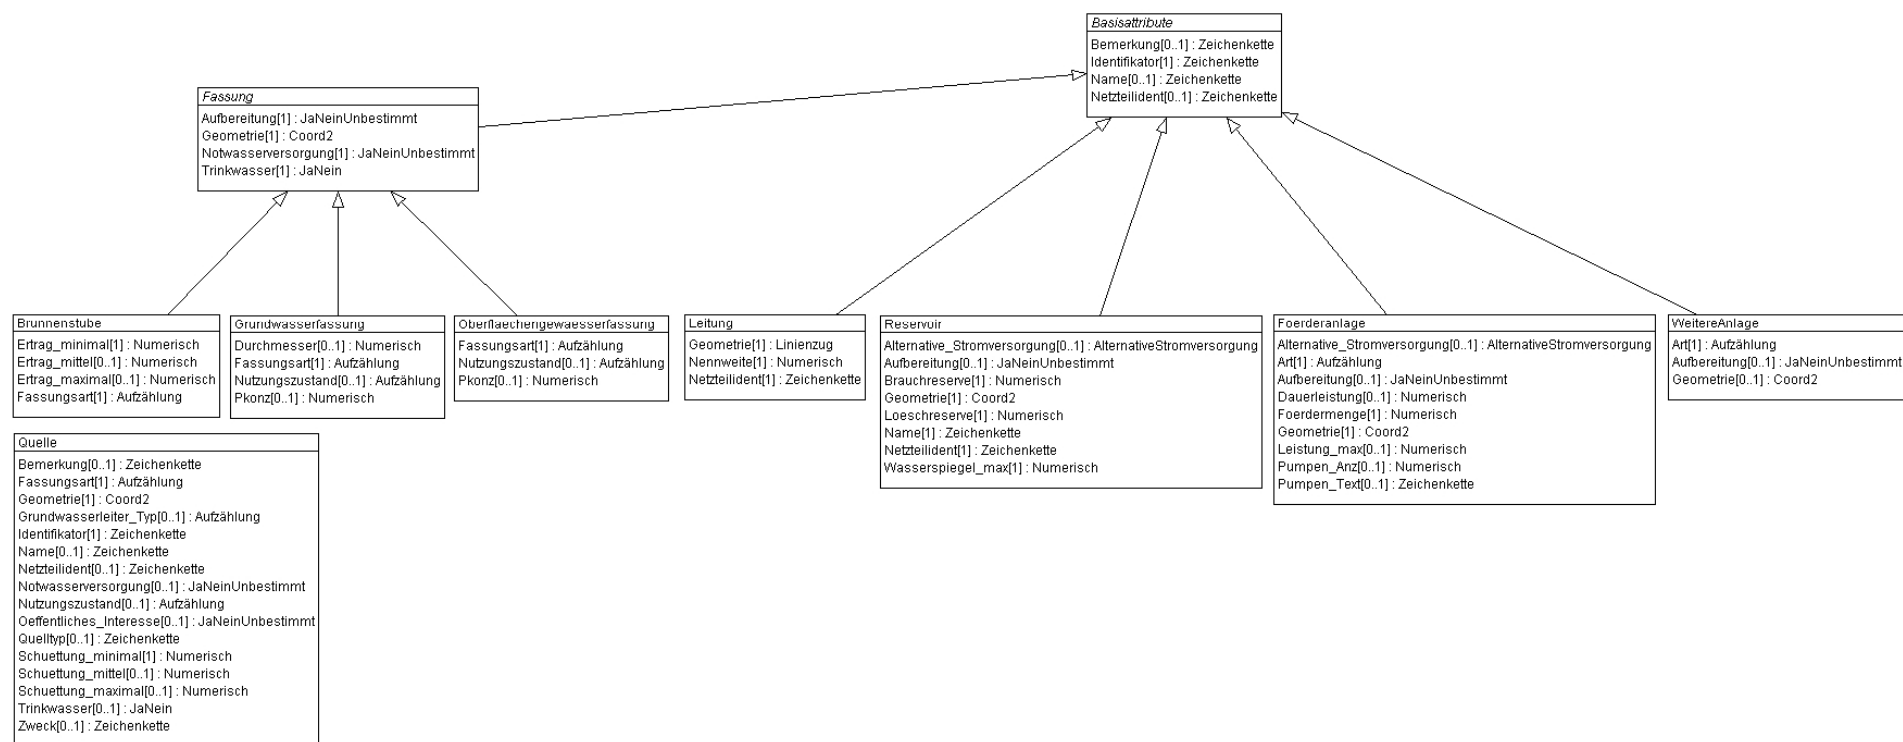 Basisattribute
Bemerkung[0..1] : Zeichenkette
Identifikator[1] : Zeichenkette
Name[0..1] : Zeichenkette
Netzteilident[0..1] : Zeichenkette
Fassung
Aufbereitung[1] : JaNeinUnbestimmt
Geometrie[1] : Coord2
Notwasserversorgung[1] : JaNeinUnbestimmt
Trinkwasser[1] : JaNein
Brunnenstube
Ertrag_minimal[1] : Numerisch
Ertrag_mittel[0..1] : Numerisch
Ertrag_maximal[0..1] : Numerisch
Fassungsart[1] : Aufzählung
Grundwasserfassung
Durchmesser[0..1] : Numerisch
Fassungsart[1] : Aufzählung
Nutzungszustand[0..1] : Aufzählung
Pkonz[0..1] : Numerisch
Oberflaechengewaesserfassung
Fassungsart[1] : Aufzählung
Nutzungszustand[0..1] : Aufzählung
Pkonz[0..1] : Numerisch
Leitung
Geometrie[1] : Linienzug
Nennweite[1] : Numerisch
Netzteilident[1] : Zeichenkette
Reservoir
Alternative_Stromversorgung[0..1] : AlternativeStromversorgung
Aufbereitung[0..1] : JaNeinUnbestimmt
Brauchreserve[1] : Numerisch
Geometrie[1] : Coord2
Loeschreserve[1] : Numerisch
Name[1] : Zeichenkette
Netzteilident[1] : Zeichenkette
Wasserspiegel_max[1] : Numerisch
Foerderanlage
Alternative_Stromversorgung[0..1] : AlternativeStromversorgung
Art[1] : Aufzählung
Aufbereitung[0..1] : JaNeinUnbestimmt
Dauerleistung[0..1] : Numerisch
Foerdermenge[1] : Numerisch
Geometrie[1] : Coord2
Leistung_max[0..1] : Numerisch
Pumpen_Anz[0..1] : Numerisch
Pumpen_Text[0..1] : Zeichenkette
WeitereAnlage
Art[1] : Aufzählung
Aufbereitung[0..1] : JaNeinUnbestimmt
Geometrie[0..1] : Coord2
Quelle
Bemerkung[0..1] : Zeichenkette
Fassungsart[1] : Aufzählung
Geometrie[1] : Coord2
Grundwasserleiter_Typ[0..1] : Aufzählung
Identifikator[1] : Zeichenkette
Name[0..1] : Zeichenkette
Netzteilident[0..1] : Zeichenkette
Notwasserversorgung[0..1] : JaNeinUnbestimmt
Nutzungszustand[0..1] : Aufzählung
Oeffentliches_Interesse[0..1] : JaNeinUnbestimmt
Quelltyp[0..1] : Zeichenkette
Schuettung_minimal[1] : Numerisch
Schuettung_mittel[0..1] : Numerisch
Schuettung_maximal[0..1] : Numerisch
Trinkwasser[0..1] : JaNein
Zweck[0..1] : Zeichenkette